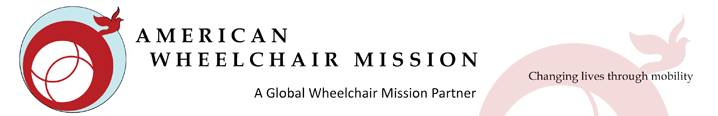 AMERICAN
WHEELCHAIR MISSION
A Global Wheelchair Mission Partner
Changing lives through mobility